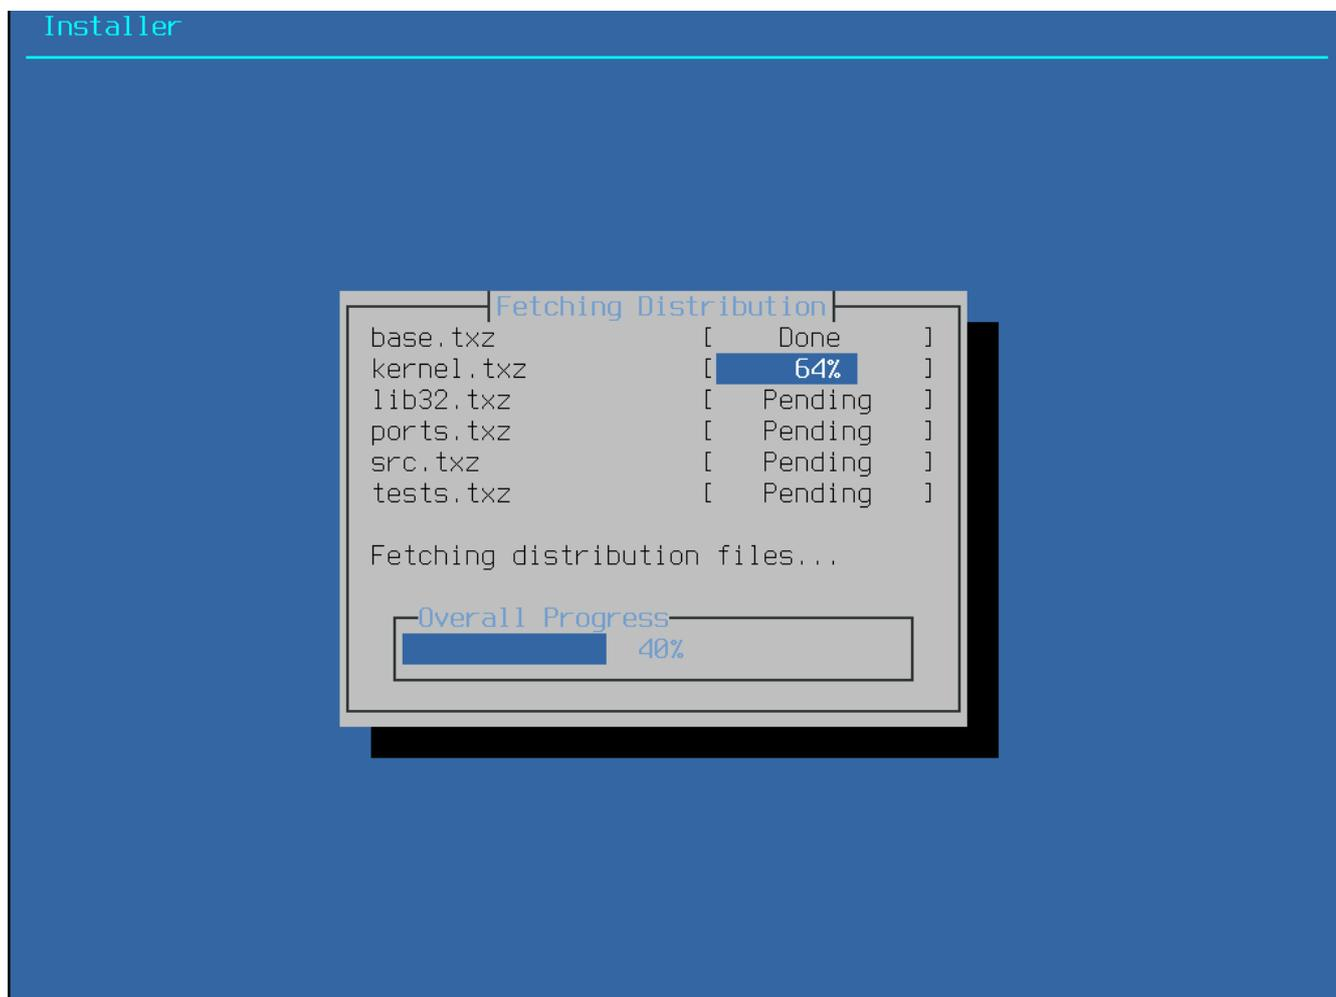 Installer
Fetching Distribution
base.txz [ Done ]
kernel.txz [ 64% ]
lib32.txz [ Pending ]
ports.txz [ Pending ]
src.txz [ Pending ]
tests.txz [ Pending ]
Fetching distribution files...
Overall Progress
40%